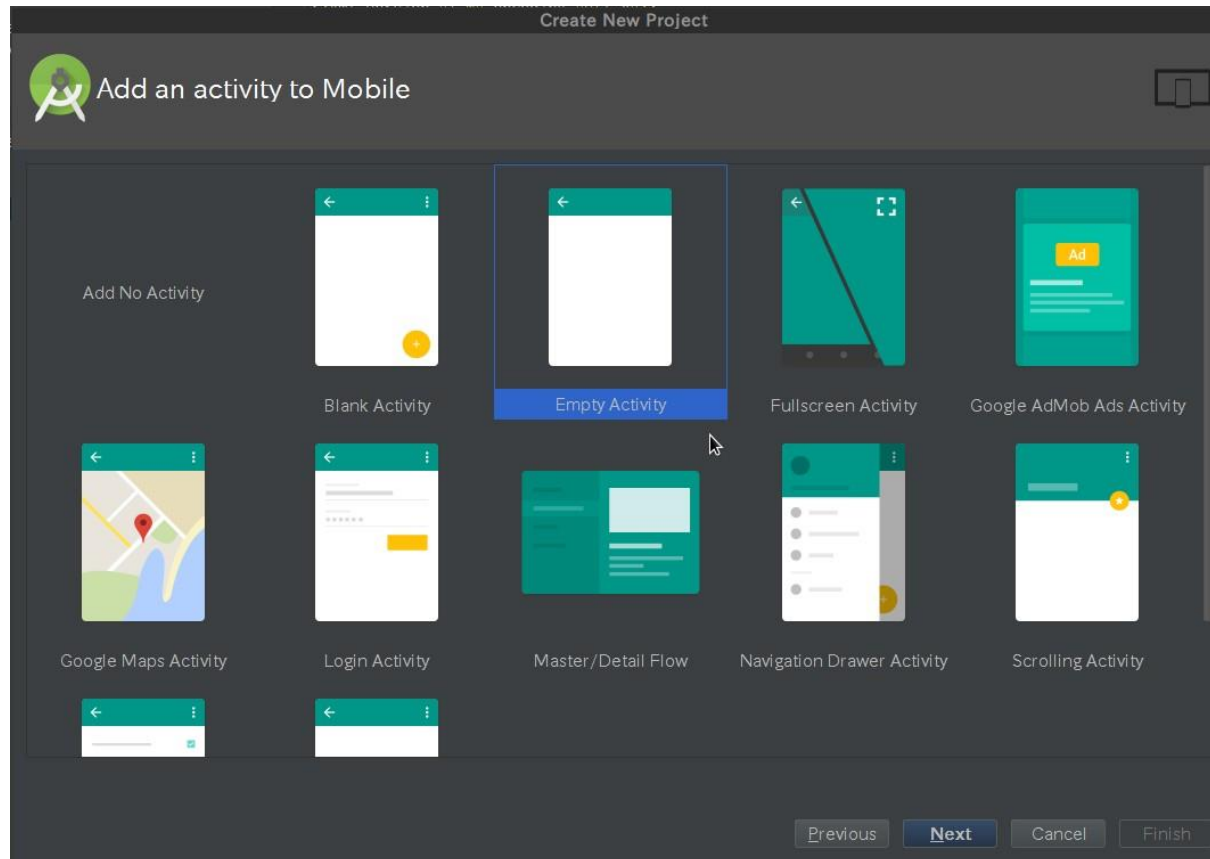 Create New Project
Add an activity to Mobile
Ad
Add No Activity
Blank Activity
Empty Activity
Fullscreen Activity
Google AdMob Ads Activity
Google Maps Activity
Login Activity
Master/Detail Flow
Navigation Drawer Activity
Scrolling Activity
Previous
Next
Cancel
Finish